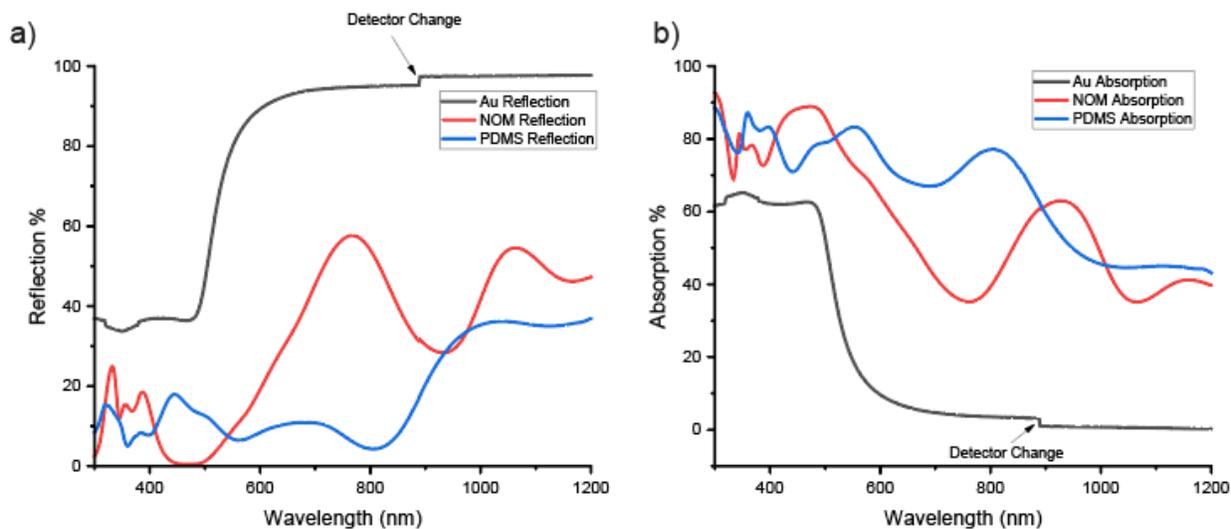 a)
Detector Change
100
80
60
40
20
0
Reflection %
Au Reflection
NOM Reflection
PDMS Reflection
400
600
800
1000
1200
Wavelength (nm)
b)
100
80
60
40
20
0
Absorption %
Au Absorption
NOM Absorption
PDMS Absorption
Detector Change
400
600
800
1000
1200
Wavelength (nm)